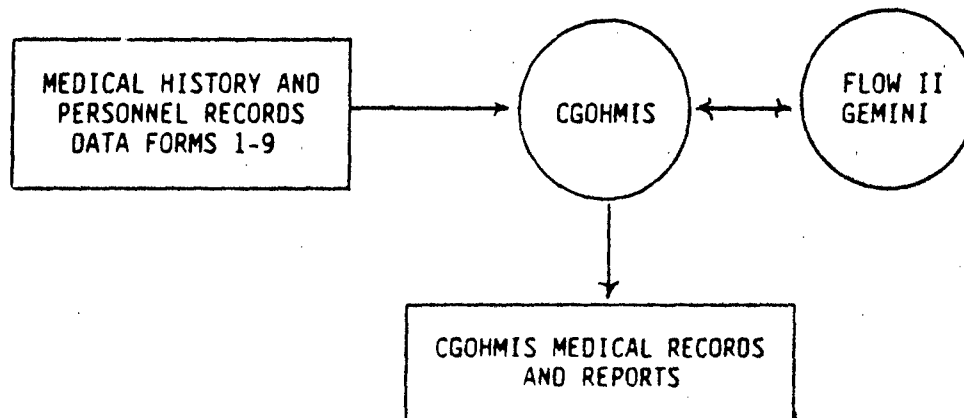 MEDICAL HISTORY AND
PERSONNEL RECORDS
DATA FORMS 1-9
CGOHMIS
FLOW II
GEMINI
CGOHMIS MEDICAL RECORDS
AND REPORTS